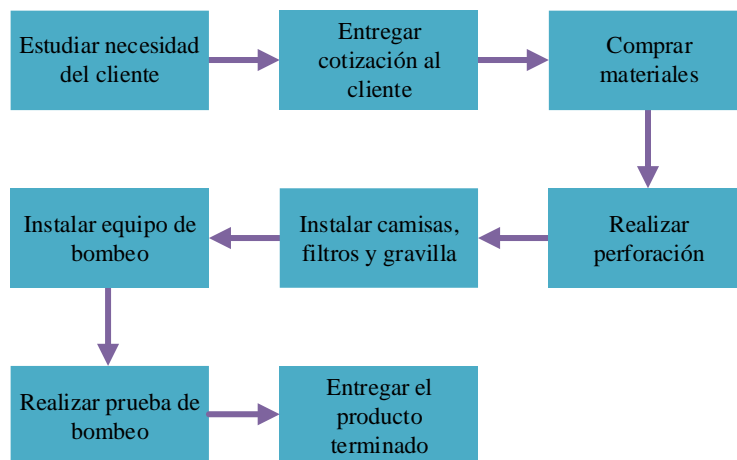 Estudiar necesidad
del cliente
Entregar
cotización al
cliente
Comprar
materiales
Realizar
perforación
Instalar camisas,
filtros y gravilla
Instalar equipo de
bombeo
Realizar prueba de
bombeo
Entregar el
producto
terminado